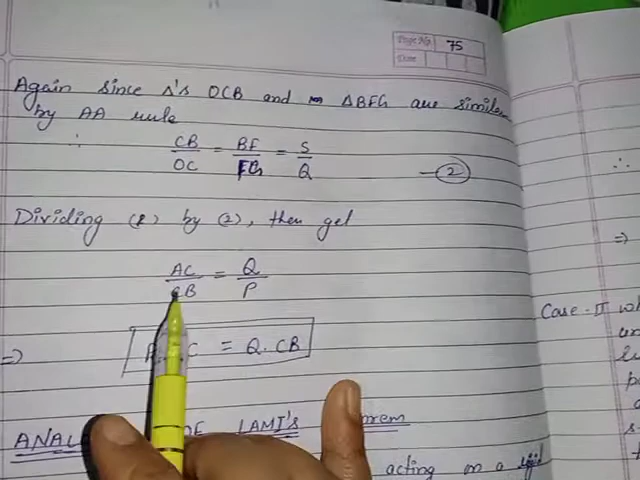 Page No. 75
Date
Again since Δ's OCB and ΔBFG are similar
by AA rule
CB/OC = BF/FG = S/Q — (2)
Dividing (1) by (2), then get
AC/CB = Q/P
∴
⇒
⇒ C = Q. CB
Case-II
LAMI's
acting on a rigid